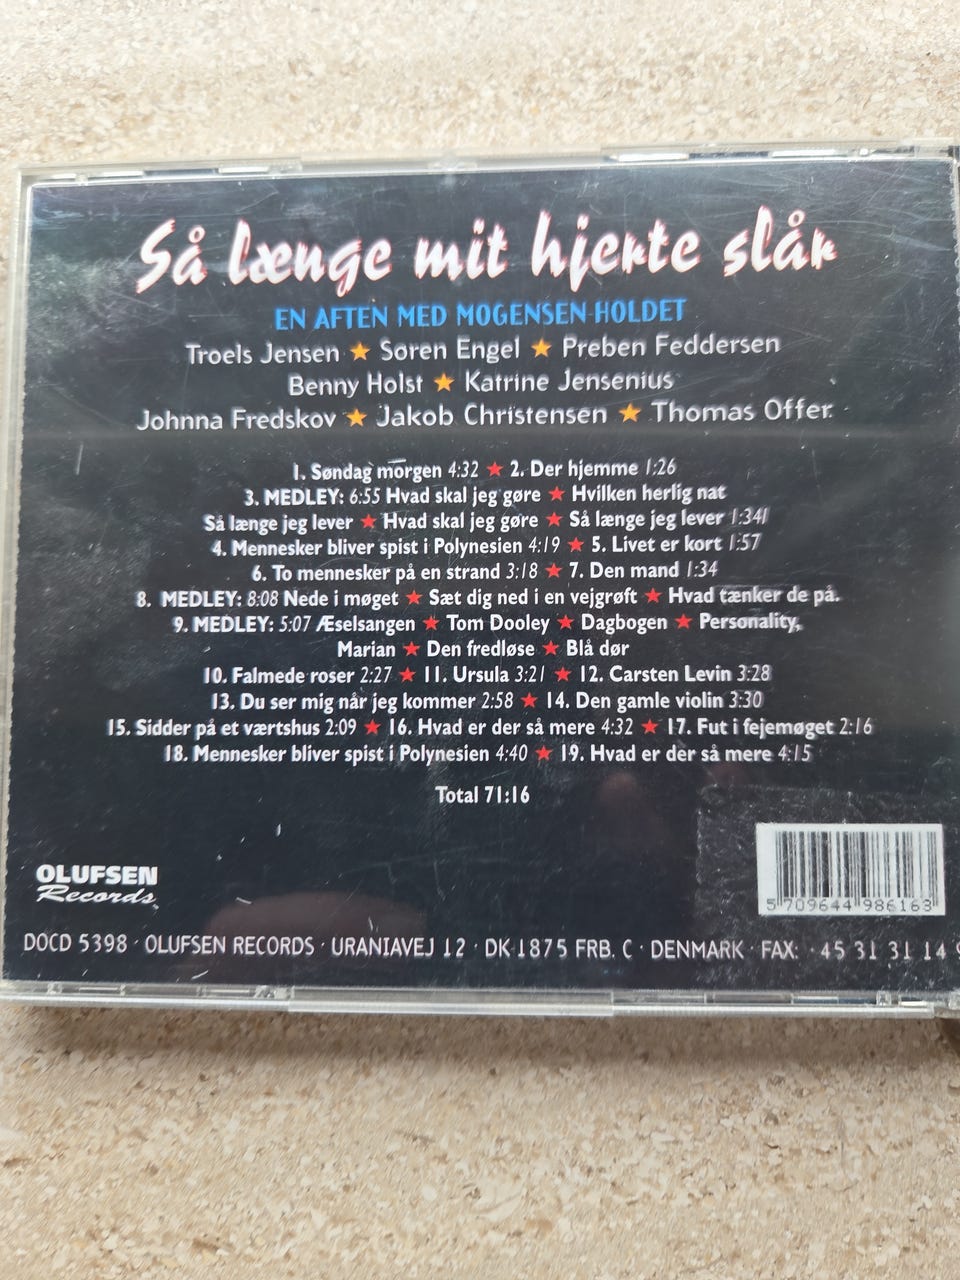 Så længe mit hjerte slår
EN AFTEN MED MOGENSEN-HOLDET
Troels Jensen ★ Søren Engel ★ Preben Feddersen
Benny Holst ★ Katrine Jensenius
Johnna Fredskov ★ Jakob Christensen ★ Thomas Offer.
1. Søndag morgen 4:32 ★ 2. Der hjemme 1:26
3. MEDLEY: 6:55 Hvad skal jeg gøre ★ Hvilken herlig nat
Så længe jeg lever ★ Hvad skal jeg gøre ★ Så længe jeg lever 1:341
4. Mennesker bliver spist i Polynesien 4:19 ★ 5. Livet er kort 1:57
6. To mennesker på en strand 3:18 ★ 7. Den mand 1:34
8. MEDLEY: 8:08 Nede i møget ★ Sæt dig ned i en vejgrøft ★ Hvad tænker de på.
9. MEDLEY: 5:07 Æselsangen ★ Tom Dooley ★ Dagbogen ★ Personality,
Marian ★ Den fredløse ★ Blå dør
10. Falmede roser 2:27 ★ 11. Ursula 3:21 ★ 12. Carsten Levin 3:28
13. Du ser mig når jeg kommer 2:58 ★ 14. Den gamle violin 3:30
15. Sidder på et værtshus 2:09 ★ 16. Hvad er der så mere 4:32 ★ 17. Fut i fejemøget 2:16
18. Mennesker bliver spist i Polynesien 4:40 ★ 19. Hvad er der så mere 4:15
Total 71:16
OLUFSEN
Records
5 709644 986163
DOCD 5398 · OLUFSEN RECORDS · URANIAVEJ 12 · DK-1875 FRB. C · DENMARK · FAX: · 45 31 31 14